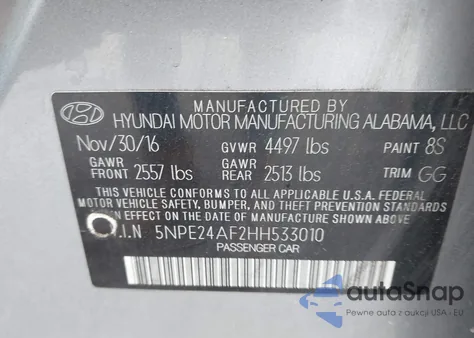 MANUFACTURED BY
HYUNDAI MOTOR MANUFACTURING ALABAMA, LLC
Nov/30/16 GVWR 4497 lbs PAINT 8S
GAWR FRONT 2557 lbs GAWR REAR 2513 lbs TRIM GG
THIS VEHICLE CONFORMS TO ALL APPLICABLE U.S.A. FEDERAL
MOTOR VEHICLE SAFETY, BUMPER, AND THEFT PREVENTION STANDARDS
IN EFFECT ON THE DATE OF MANUFACTURE SHOWN ABOVE.
.I.N 5NPE24AF2HH533010
PASSENGER CAR
autoSnap
Pewne auta z aukcji USA i EU